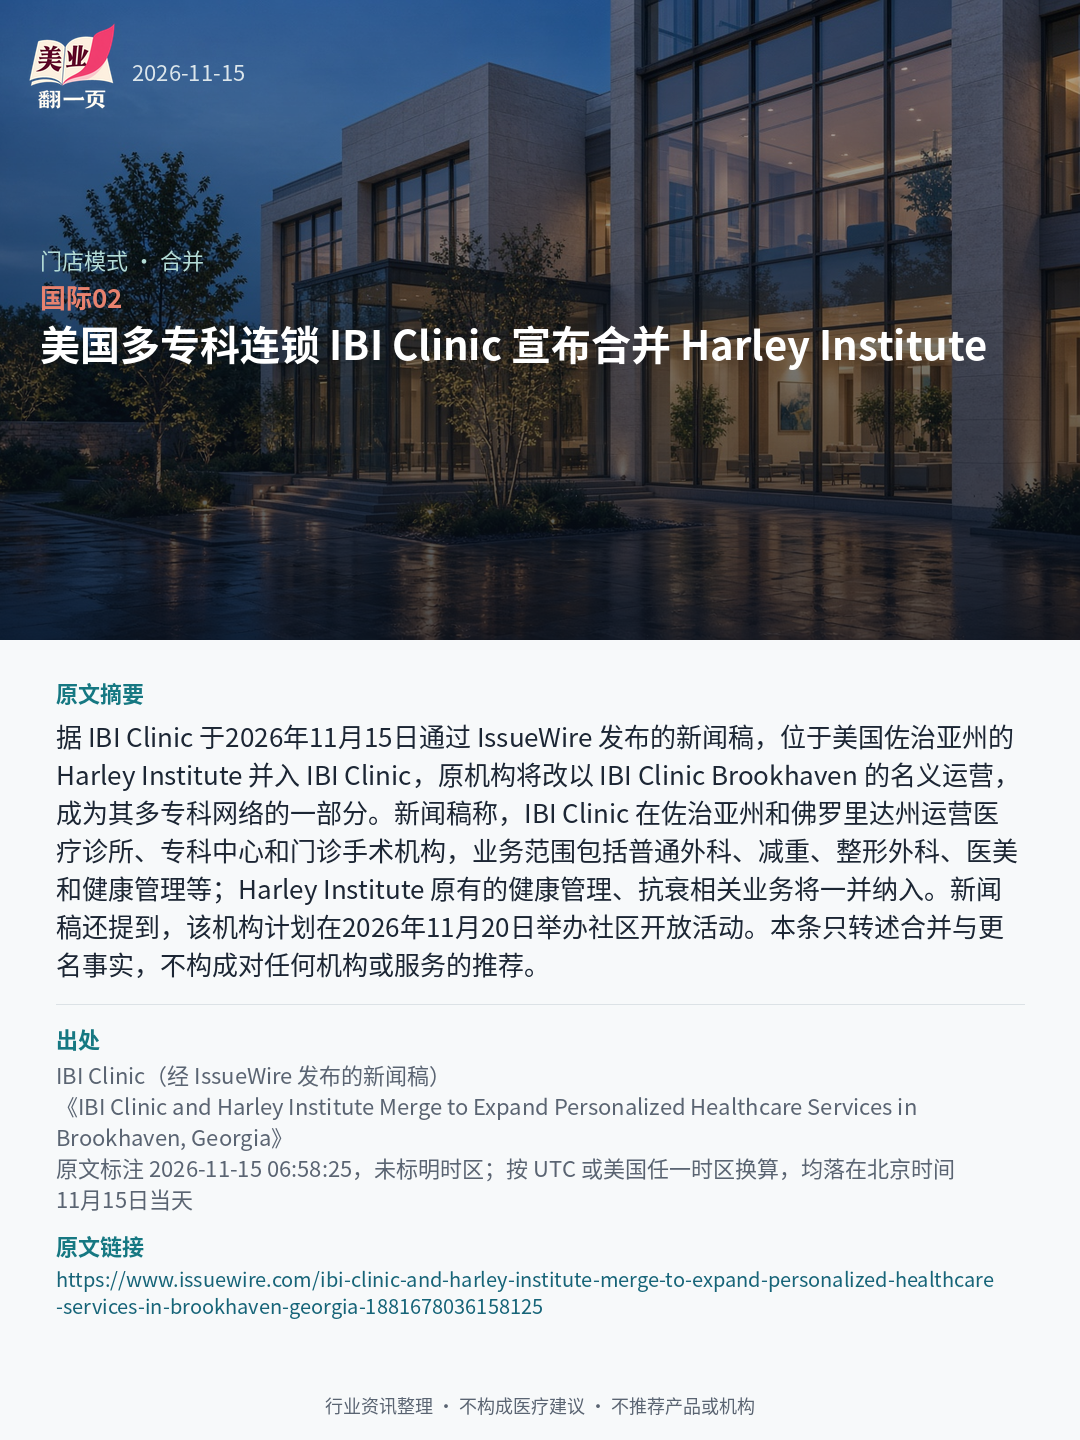 美业
翻一页
2026-11-15
门店模式 · 合并
国际02
美国多专科连锁 IBI Clinic 宣布合并 Harley Institute
原文摘要
据 IBI Clinic 于2026年11月15日通过 IssueWire 发布的新闻稿，位于美国佐治亚州的
Harley Institute 并入 IBI Clinic，原机构将改以 IBI Clinic Brookhaven 的名义运营，
成为其多专科网络的一部分。新闻稿称，IBI Clinic 在佐治亚州和佛罗里达州运营医
疗诊所、专科中心和门诊手术机构，业务范围包括普通外科、减重、整形外科、医美
和健康管理等；Harley Institute 原有的健康管理、抗衰相关业务将一并纳入。新闻
稿还提到，该机构计划在2026年11月20日举办社区开放活动。本条只转述合并与更
名事实，不构成对任何机构或服务的推荐。
出处
IBI Clinic（经 IssueWire 发布的新闻稿）
《IBI Clinic and Harley Institute Merge to Expand Personalized Healthcare Services in
Brookhaven, Georgia》
原文标注 2026-11-15 06:58:25，未标明时区；按 UTC 或美国任一时区换算，均落在北京时间
11月15日当天
原文链接
https://www.issuewire.com/ibi-clinic-and-harley-institute-merge-to-expand-personalized-healthcare
-services-in-brookhaven-georgia-1881678036158125
行业资讯整理 · 不构成医疗建议 · 不推荐产品或机构